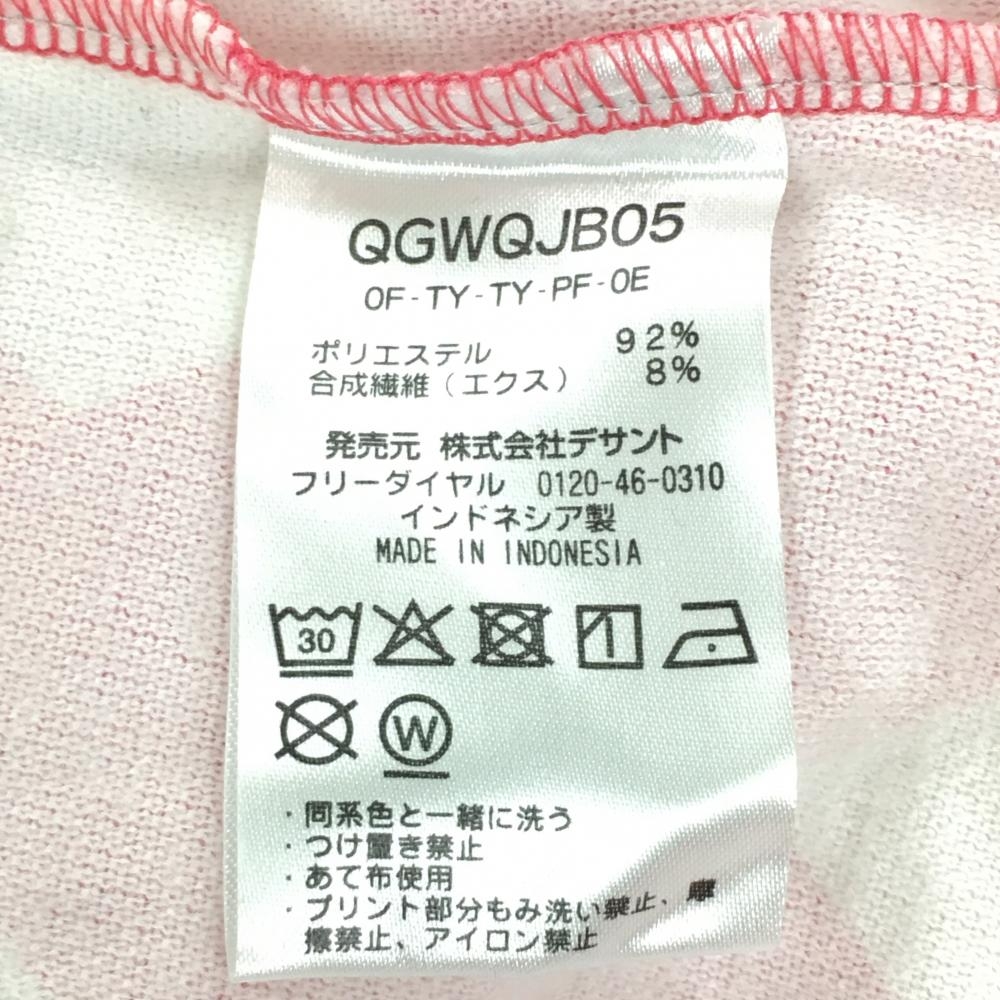 QGWQJB05
OF-TY-TY-PF-OE
ポリエステル 92%
合成繊維（エクス） 8%
発売元 株式会社デサント
フリーダイヤル 0120-46-0310
インドネシア製
MADE IN INDONESIA
30
W
・同系色と一緒に洗う
・つけ置き禁止
・あて布使用
・プリント部分もみ洗い禁止、摩
擦禁止、アイロン禁止